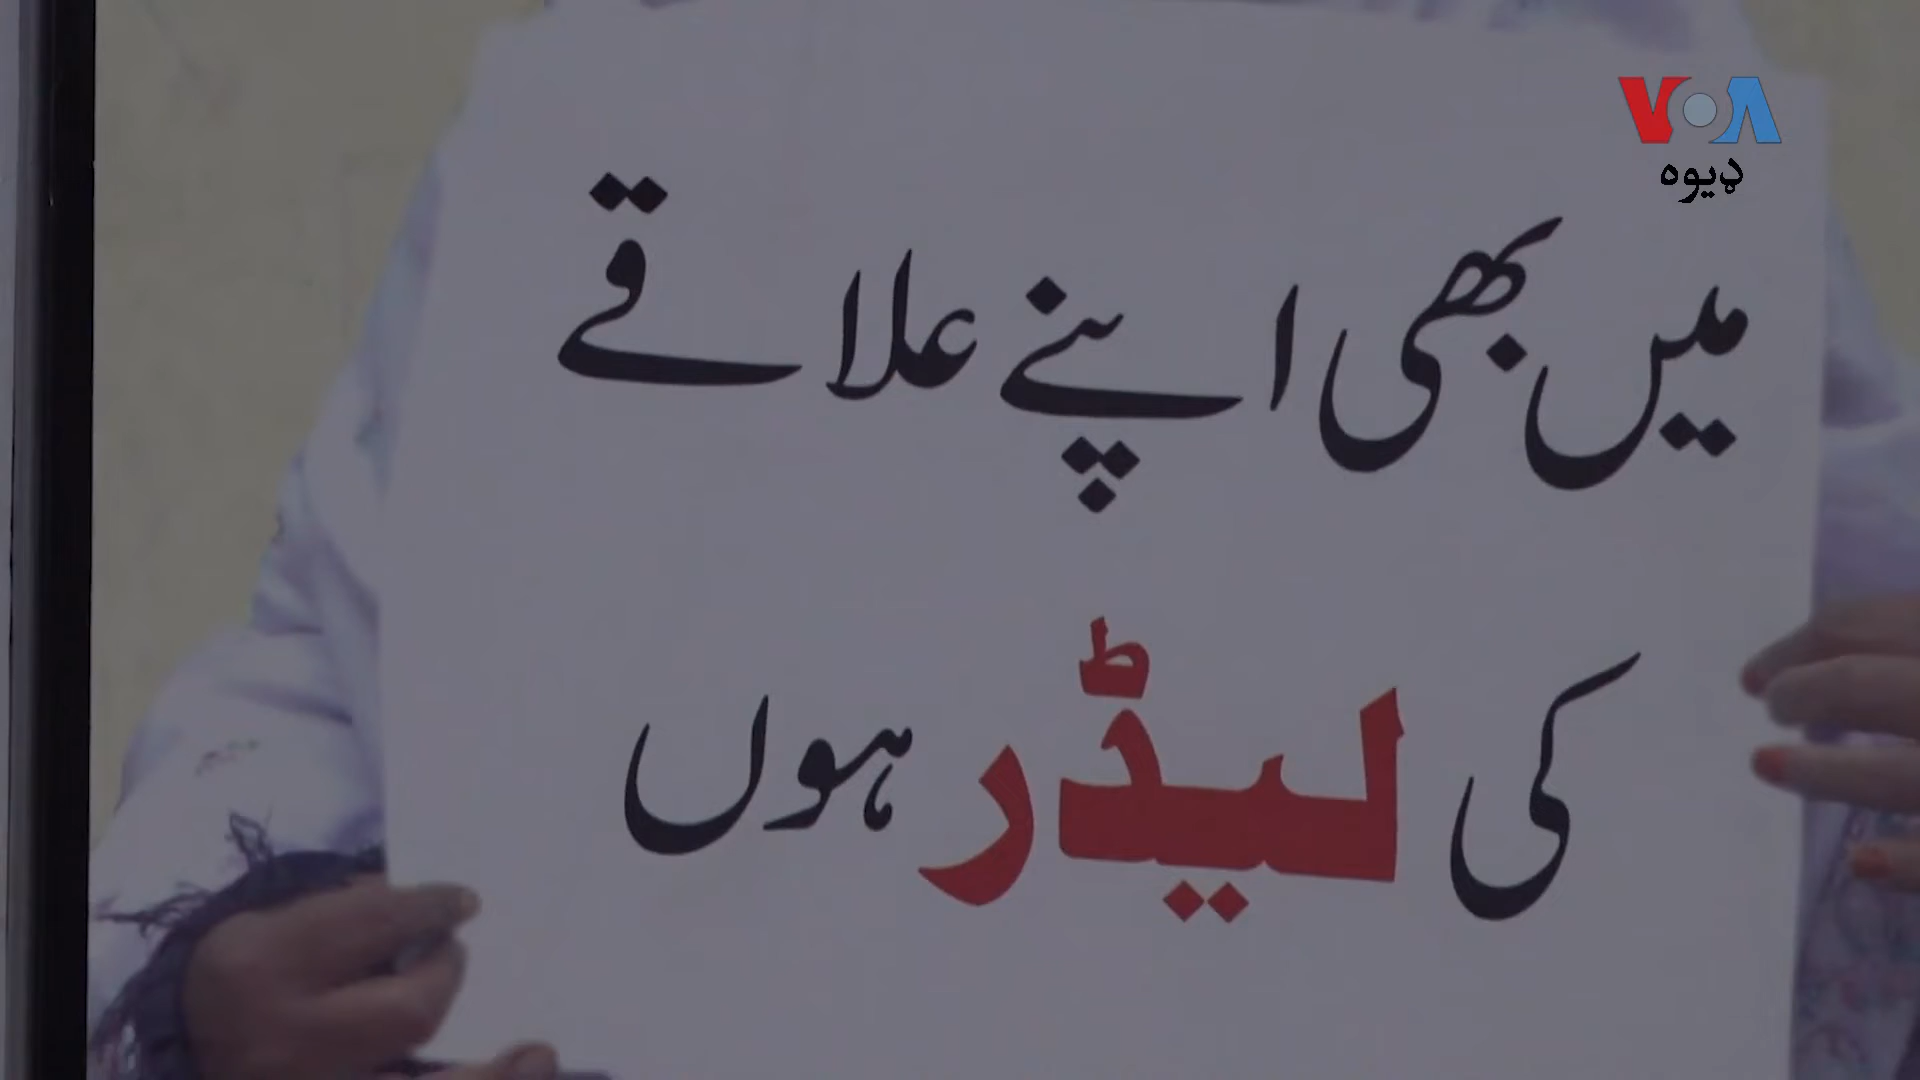 VOA
ډیوه
میں بھی اپنے علاقے
کی لیڈر ہوں